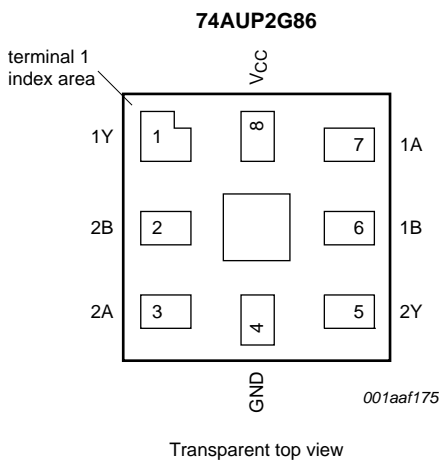 74AUP2G86
terminal 1
index area
VCC
1Y
1
8
7
1A
2B
2
6
1B
2A
3
4
5
2Y
GND
001aaf175
Transparent top view